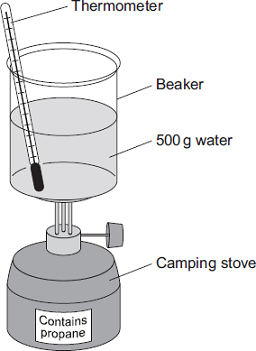 Thermometer
Beaker
500 g water
Camping stove
Contains
propane